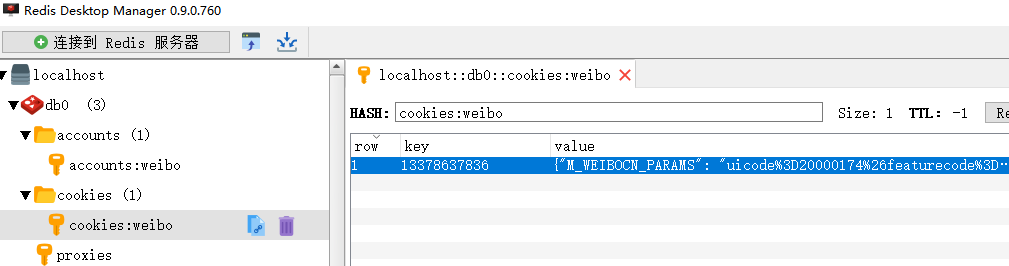 Redis Desktop Manager 0.9.0.760
连接到 Redis 服务器
localhost
db0 (3)
accounts (1)
accounts:weibo
cookies (1)
cookies:weibo
proxies
localhost::db0::cookies:weibo
HASH: cookies:weibo Size: 1 TTL: -1 Re
row key value
1 13378637836 {"M_WEIBOCN_PARAMS": "uicode%3D20000174%26featurecode%3D…